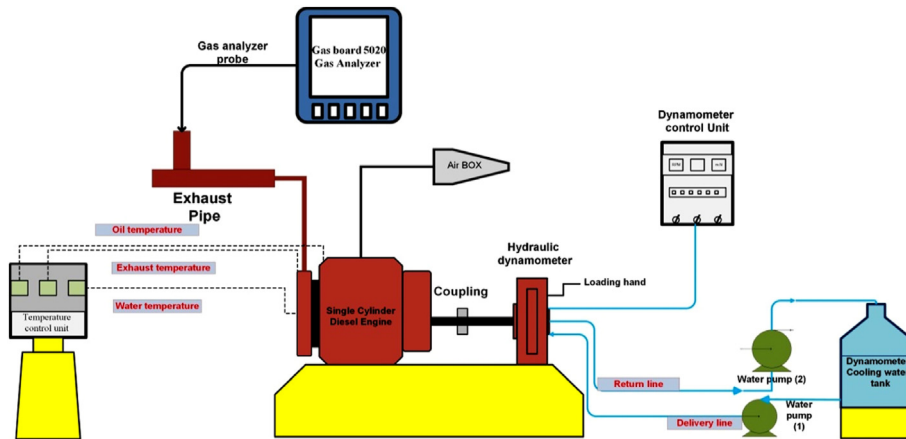 Gas analyzer
probe
Gas board 5020
Gas Analyzer
Dynamometer
control Unit
Air BOX
Exhaust
Pipe
Oil temperature
Exhaust temperature
Water temperature
Temperature
control unit
Hydraulic
dynamometer
Loading hand
Coupling
Single Cylinder
Diesel Engine
Return line
Delivery line
Water pump (2)
Water
pump
(1)
Dynamometer
Cooling water
tank